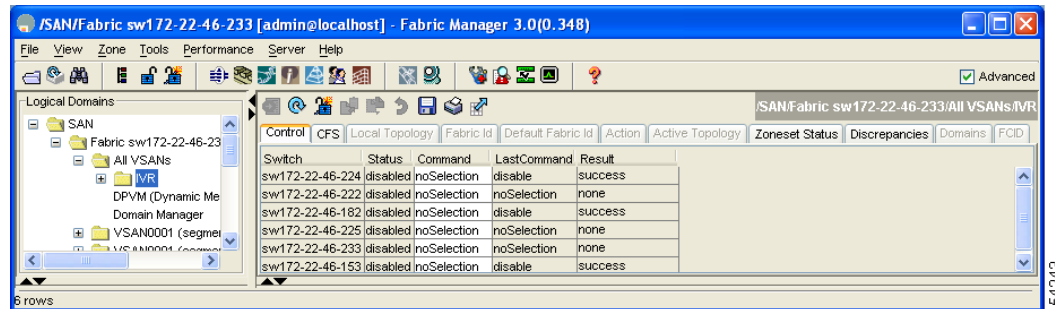 /SAN/Fabric sw172-22-46-233 [admin@localhost] - Fabric Manager 3.0(0.348)
File View Zone Tools Performance Server Help
Advanced
Logical Domains
SAN
Fabric sw172-22-46-23
All VSANs
IVR
DPVM (Dynamic Me
Domain Manager
VSAN0001 (segmer
/SAN/Fabric sw172-22-46-233/All VSANs/IVR
Control CFS Local Topology Fabric Id Default Fabric Id Action Active Topology Zoneset Status Discrepancies Domains FCID
Switch Status Command LastCommand Result
sw172-22-46-224 disabled noSelection disable success
sw172-22-46-222 disabled noSelection noSelection none
sw172-22-46-182 disabled noSelection disable success
sw172-22-46-225 disabled noSelection noSelection none
sw172-22-46-233 disabled noSelection noSelection none
sw172-22-46-153 disabled noSelection disable success
6 rows